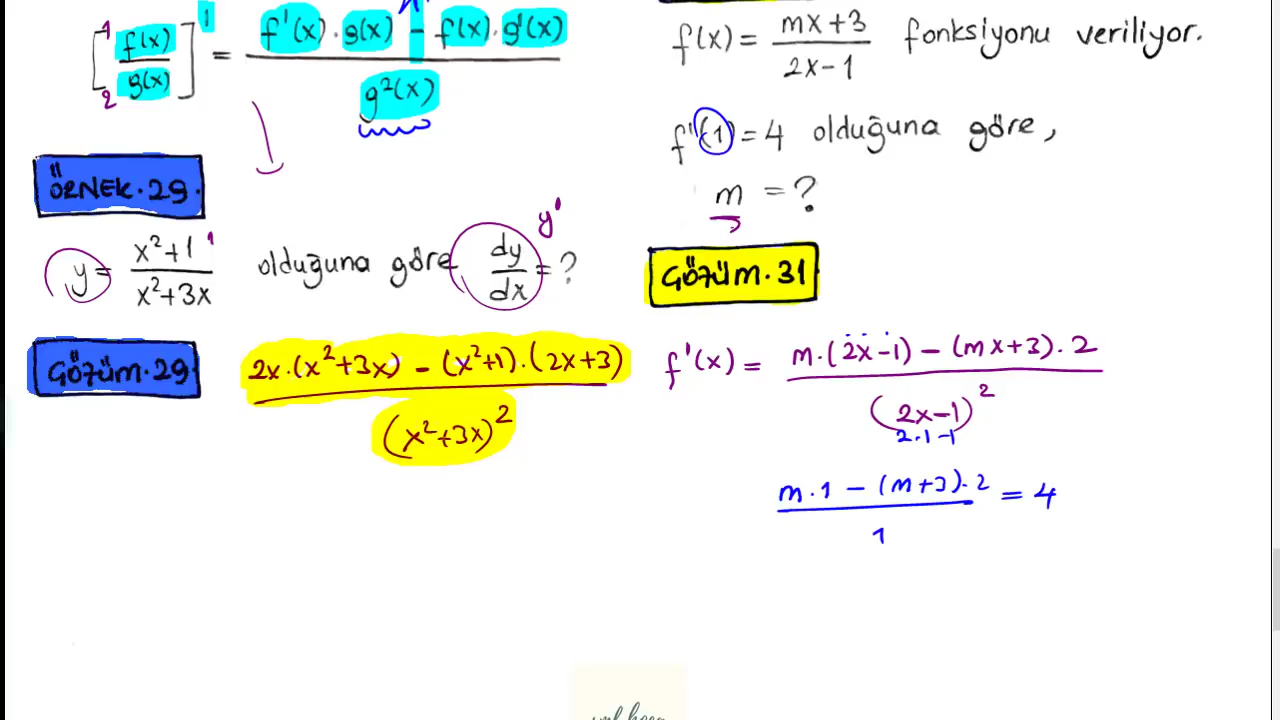 [f(x)/g(x)]' = (f'(x)·g(x) - f(x)·g'(x)) / g²(x)
ÖRNEK·29·
y = (x²+1)/(x²+3x) olduğuna göre dy/dx = ? y'
ÇÖZÜM·29·
(2x·(x²+3x) - (x²+1)·(2x+3)) / (x²+3x)²
f(x) = (mx+3)/(2x-1) fonksiyonu veriliyor.
f'(1) = 4 olduğuna göre,
m = ?
ÇÖZÜM·31
f'(x) = (m·(2x-1) - (mx+3)·2) / (2x-1)²
2·1-1
(m·1 - (m+3)·2) / 1 = 4